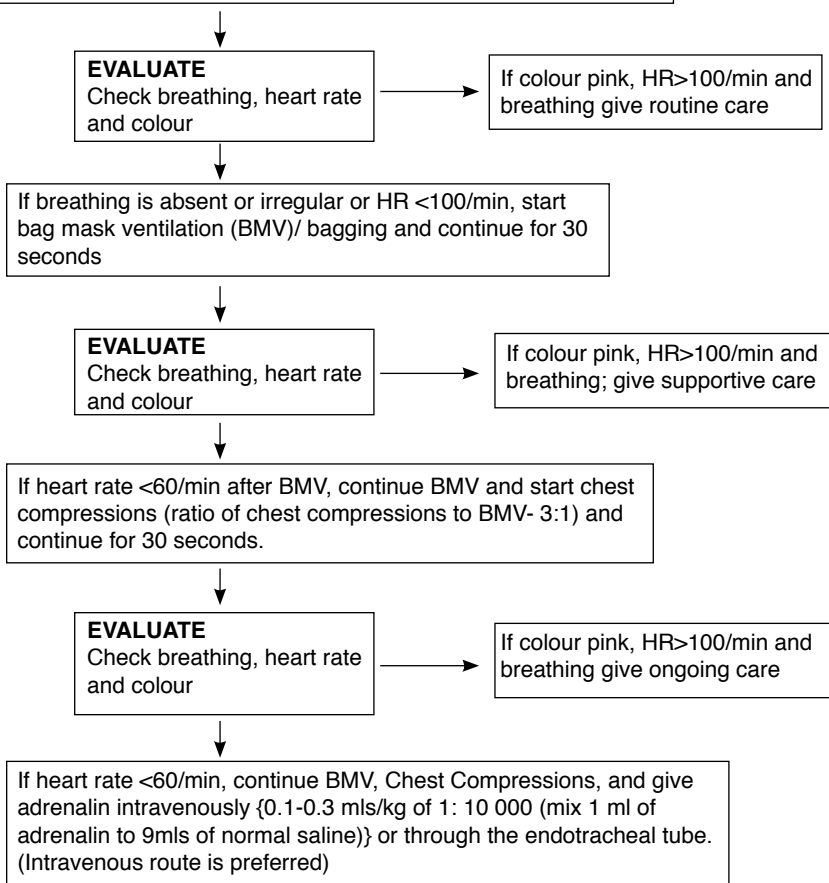 EVALUATE
Check breathing, heart rate
and colour
If colour pink, HR>100/min and
breathing give routine care
If breathing is absent or irregular or HR <100/min, start
bag mask ventilation (BMV)/ bagging and continue for 30
seconds
EVALUATE
Check breathing, heart rate
and colour
If colour pink, HR>100/min and
breathing; give supportive care
If heart rate <60/min after BMV, continue BMV and start chest
compressions (ratio of chest compressions to BMV- 3:1) and
continue for 30 seconds.
EVALUATE
Check breathing, heart rate
and colour
If colour pink, HR>100/min and
breathing give ongoing care
If heart rate <60/min, continue BMV, Chest Compressions, and give
adrenalin intravenously {0.1-0.3 mls/kg of 1: 10 000 (mix 1 ml of
adrenalin to 9mls of normal saline)} or through the endotracheal tube.
(Intravenous route is preferred)